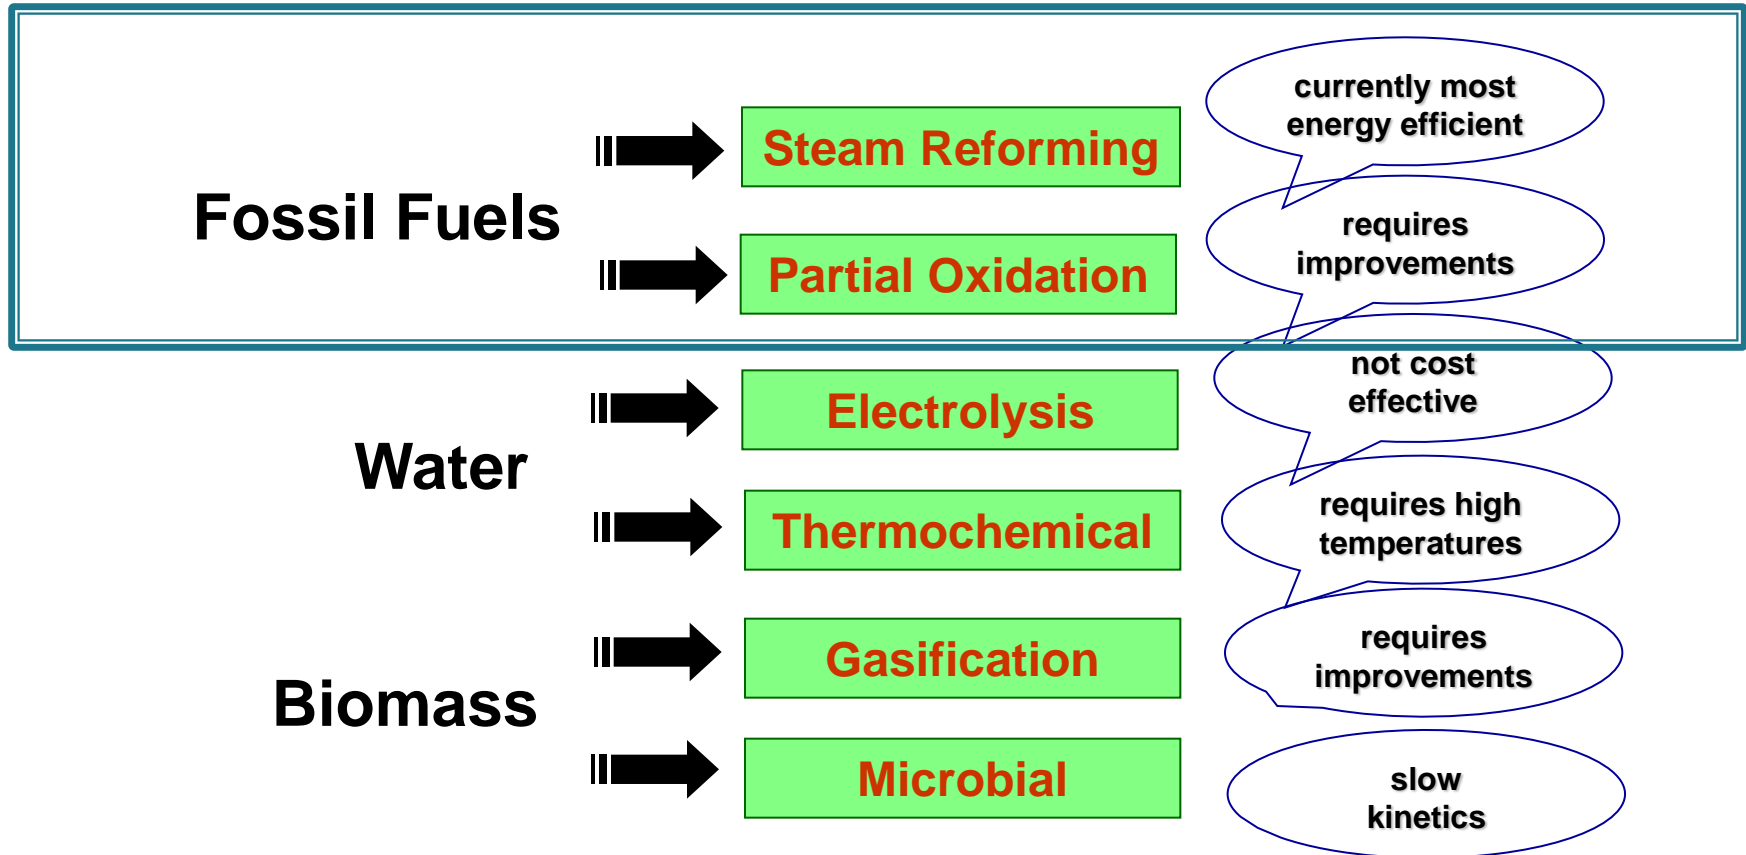 Fossil Fuels
Steam Reforming
currently most
energy efficient
Partial Oxidation
requires
improvements
Water
Electrolysis
not cost
effective
Thermochemical
requires high
temperatures
Biomass
Gasification
requires
improvements
Microbial
slow
kinetics